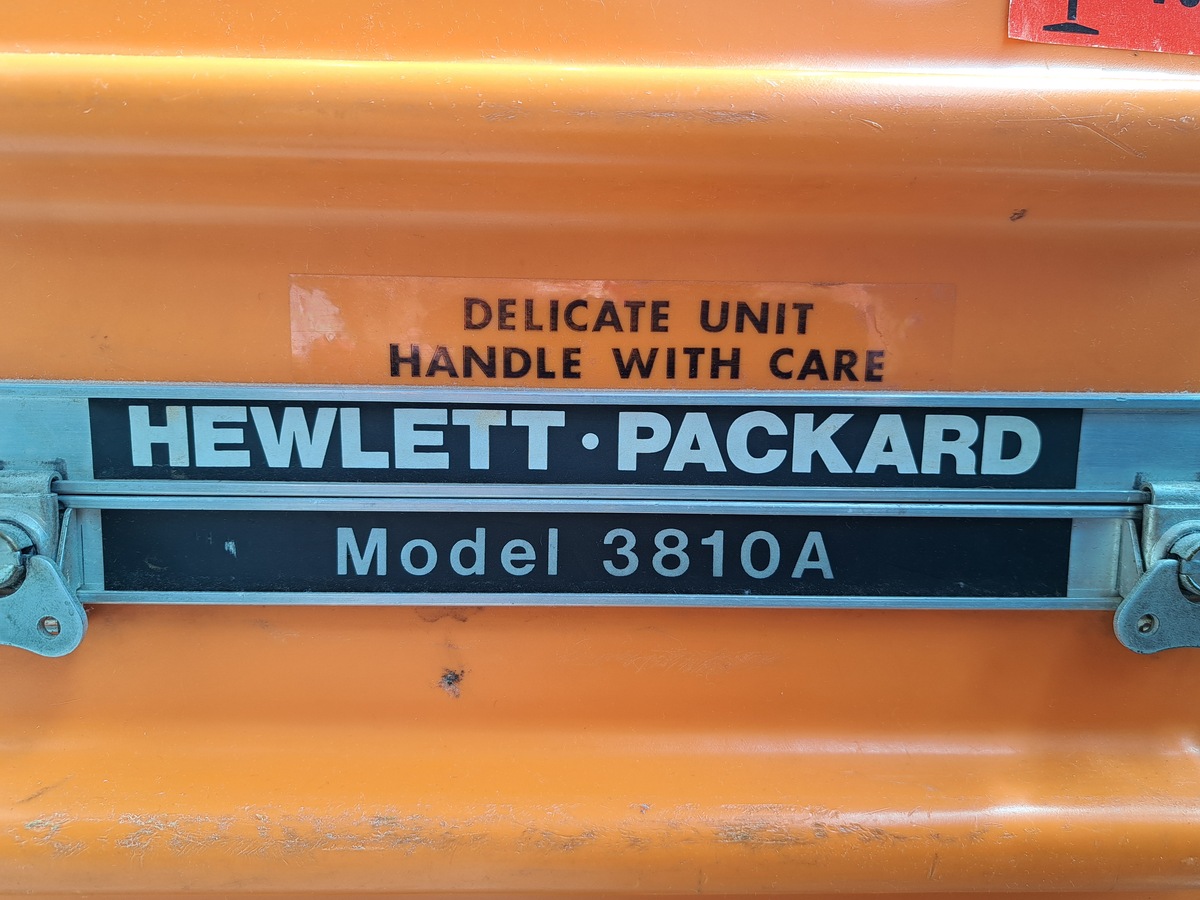 DELICATE UNIT
HANDLE WITH CARE
HEWLETT·PACKARD
Model 3810A